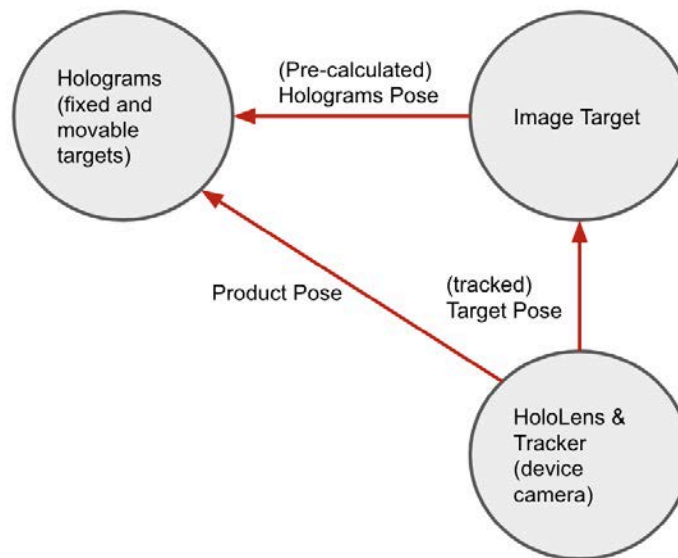 Holograms
(fixed and
movable
targets)
(Pre-calculated)
Holograms Pose
Image Target
Product Pose
(tracked)
Target Pose
HoloLens &
Tracker
(device
camera)